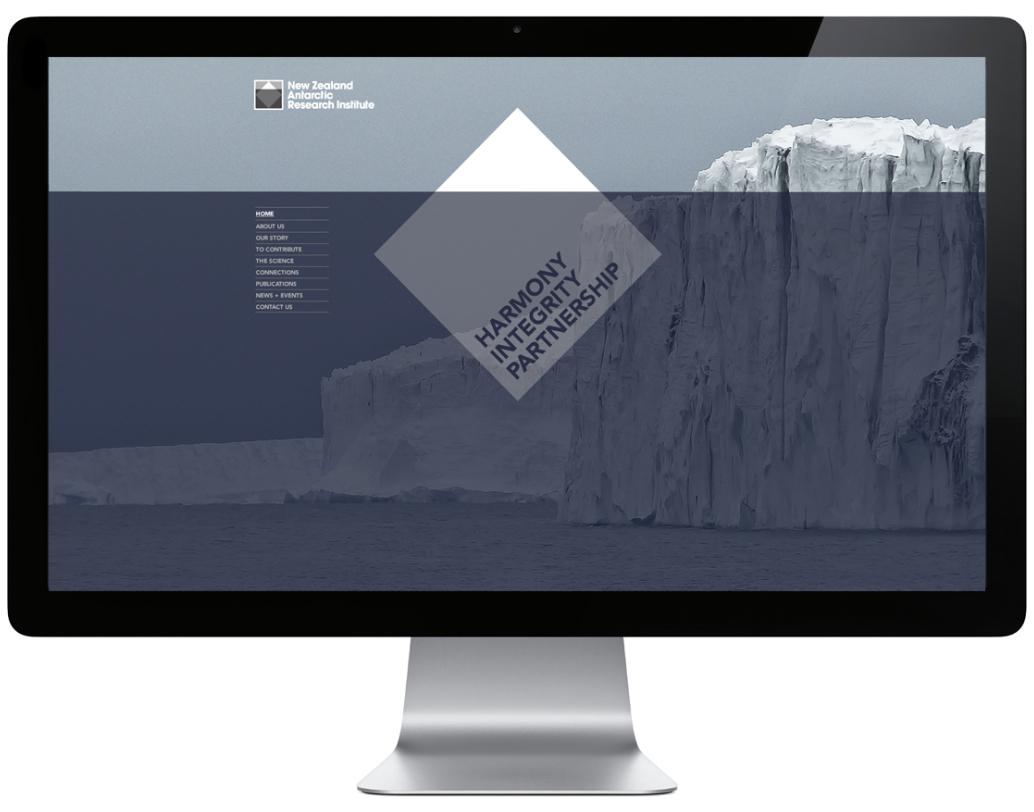 New Zealand
Antarctic
Research Institute
HOME
ABOUT US
OUR STORY
TO CONTRIBUTE
THE SCIENCE
CONNECTIONS
PUBLICATIONS
NEWS + EVENTS
CONTACT US
HARMONY
INTEGRITY
PARTNERSHIP